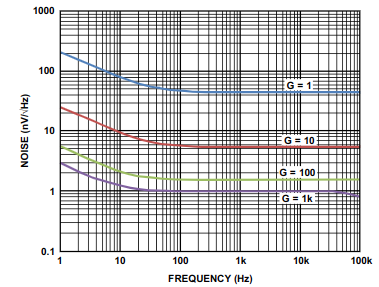 1000
100
10
1
0.1
NOISE (nV/√Hz)
G = 1
G = 10
G = 100
G = 1k
1 10 100 1k 10k 100k
FREQUENCY (Hz)